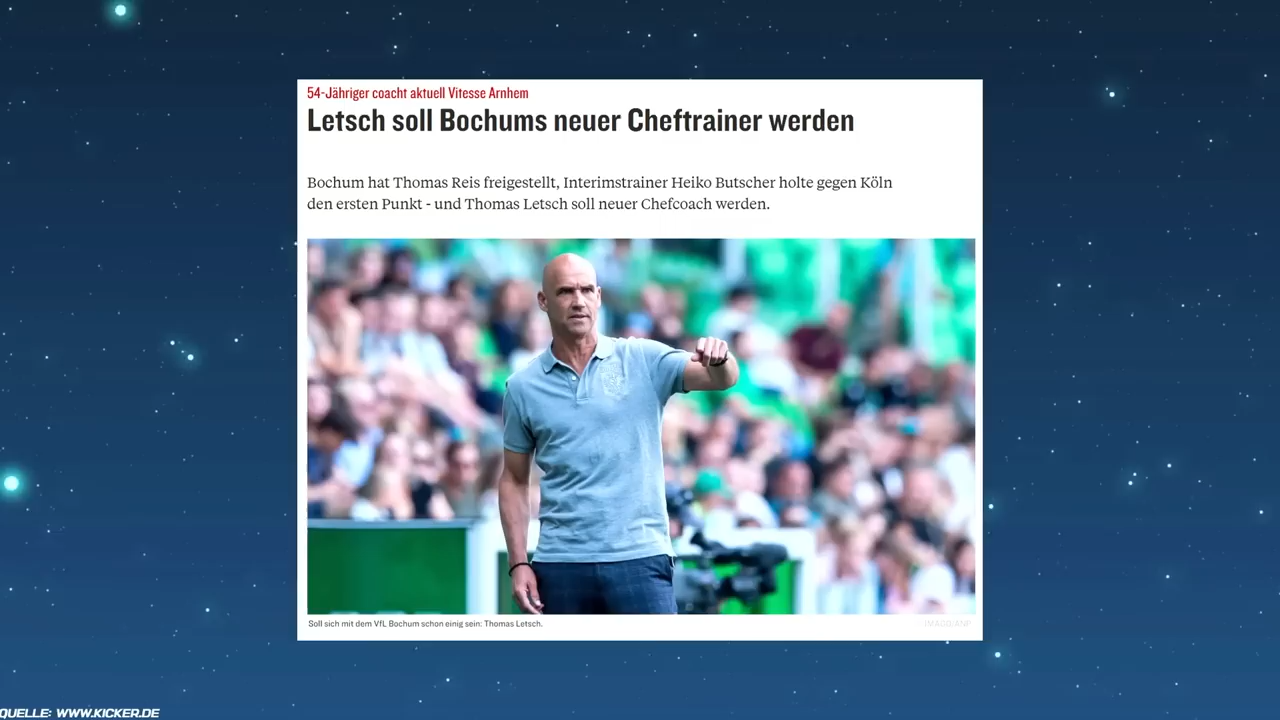 54-Jähriger coacht aktuell Vitesse Arnhem
Letsch soll Bochums neuer Cheftrainer werden
Bochum hat Thomas Reis freigestellt, Interimstrainer Heiko Butscher holte gegen Köln
den ersten Punkt - und Thomas Letsch soll neuer Chefcoach werden.
Soll sich mit dem VfL Bochum schon einig sein: Thomas Letsch.
IMAGO/ANP
QUELLE: WWW.KICKER.DE